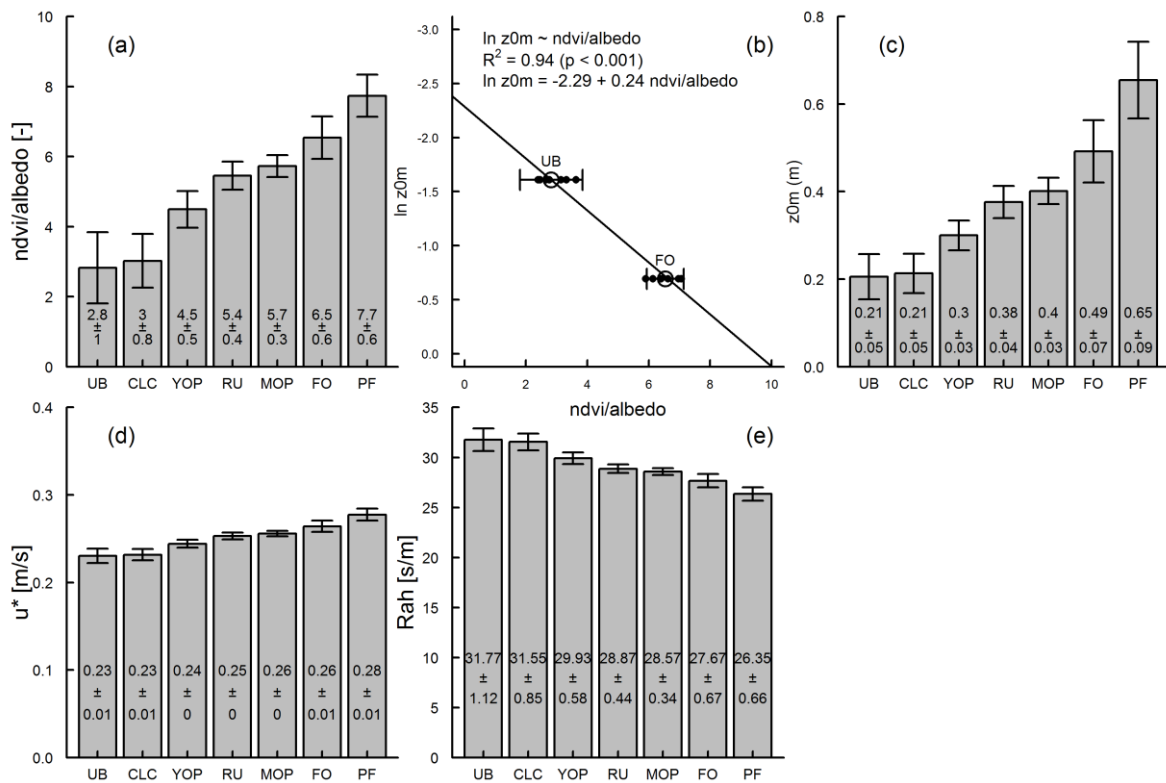 (a)
ndvi/albedo [-]
10
8
6
4
2
0
2.8 ± 1
3 ± 0.8
4.5 ± 0.5
5.4 ± 0.4
5.7 ± 0.3
6.5 ± 0.6
7.7 ± 0.6
UB CLC YOP RU MOP FO PF
(b)
ln z0m ~ ndvi/albedo
R² = 0.94 (p < 0.001)
ln z0m = -2.29 + 0.24 ndvi/albedo
ln z0m
-3.0
-2.5
-2.0
-1.5
-1.0
-0.5
0.0
UB
FO
0 2 4 6 8 10
ndvi/albedo
(c)
z0m (m)
0.8
0.6
0.4
0.2
0.0
0.21 ± 0.05
0.21 ± 0.05
0.3 ± 0.03
0.38 ± 0.04
0.4 ± 0.03
0.49 ± 0.07
0.65 ± 0.09
UB CLC YOP RU MOP FO PF
(d)
u* [m/s]
0.4
0.3
0.2
0.1
0.0
0.23 ± 0.01
0.23 ± 0.01
0.24 ± 0
0.25 ± 0
0.26 ± 0
0.26 ± 0.01
0.28 ± 0.01
UB CLC YOP RU MOP FO PF
(e)
Rah [s/m]
35
30
25
20
15
10
5
0
31.77 ± 1.12
31.55 ± 0.85
29.93 ± 0.58
28.87 ± 0.44
28.57 ± 0.34
27.67 ± 0.67
26.35 ± 0.66
UB CLC YOP RU MOP FO PF